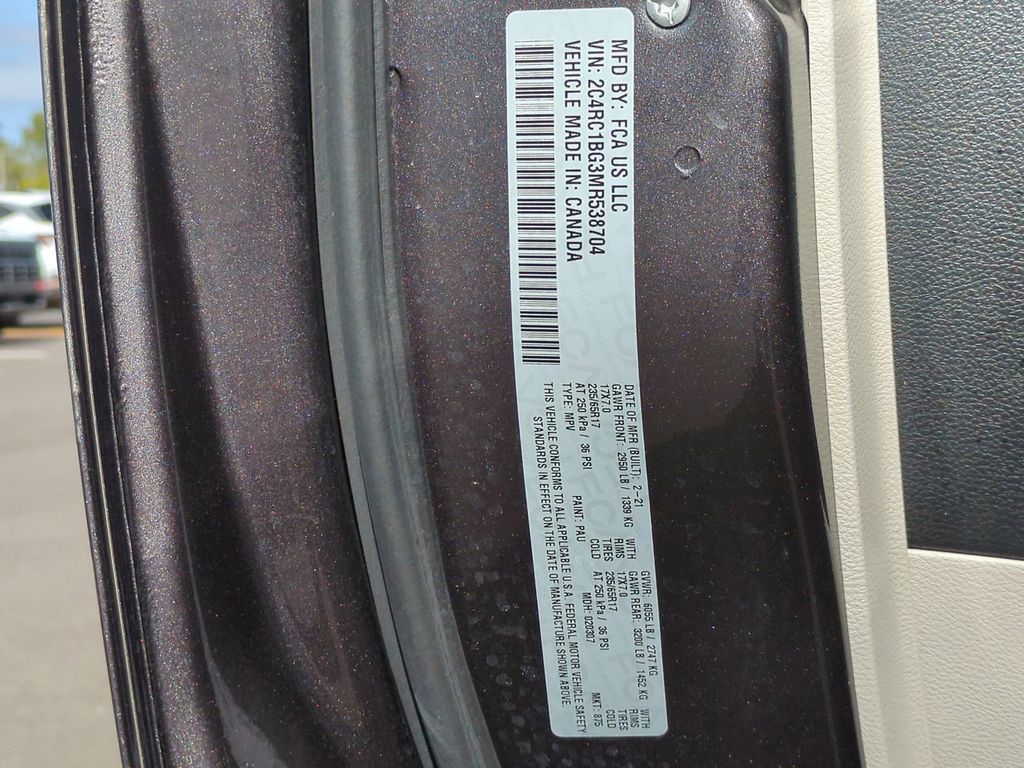 MFD BY: FCA US LLC
VIN: 2C4RC1BG3MR538704
VEHICLE MADE IN: CANADA
DATE OF MFR (BUILT): 2-21 GVWR: 6055 LB / 2747 KG
GAWR FRONT: 2950 LB / 1339 KG WITH GAWR REAR: 3200 LB / 1452 KG WITH
17X7.0 RIMS 17X7.0 RIMS
235/65R17 TIRES 235/65R17 TIRES
AT 250 kPa / 36 PSI COLD AT 250 kPa / 36 PSI COLD
TYPE: MPV PAINT: PAU MDH: 020307 MKT: 875
THIS VEHICLE CONFORMS TO ALL APPLICABLE U.S.A. FEDERAL MOTOR VEHICLE SAFETY
STANDARDS IN EFFECT ON THE DATE OF MANUFACTURE SHOWN ABOVE.